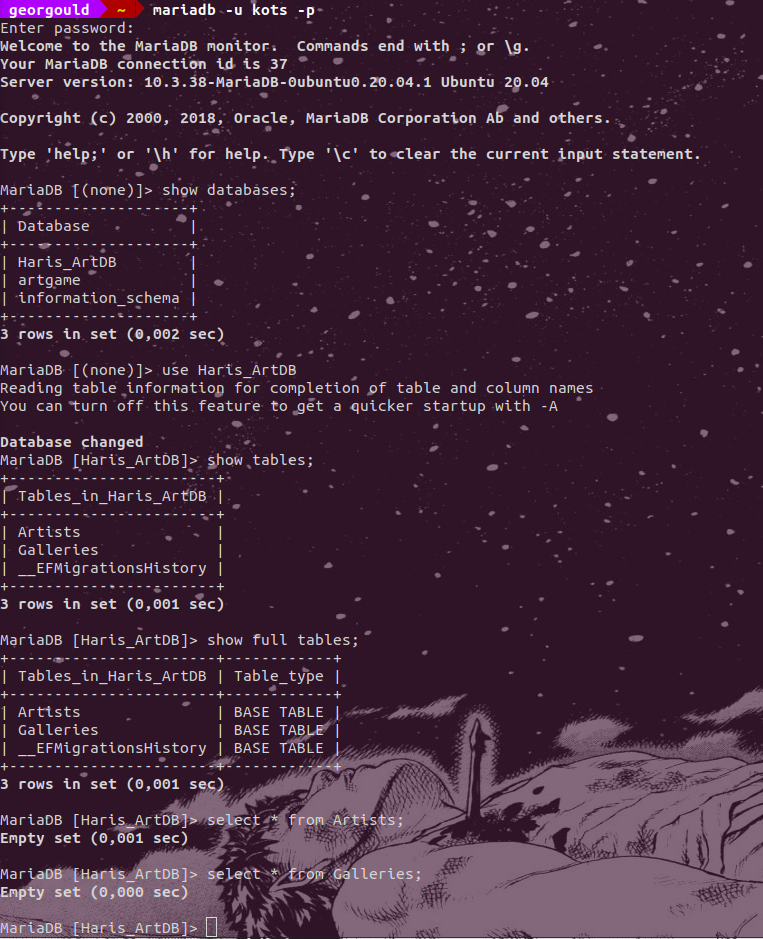 georgould ~ mariadb -u kots -p
Enter password:
Welcome to the MariaDB monitor.  Commands end with ; or \g.
Your MariaDB connection id is 37
Server version: 10.3.38-MariaDB-0ubuntu0.20.04.1 Ubuntu 20.04

Copyright (c) 2000, 2018, Oracle, MariaDB Corporation Ab and others.

Type 'help;' or '\h' for help. Type '\c' to clear the current input statement.

MariaDB [(none)]> show databases;
+--------------------+
| Database           |
+--------------------+
| Haris_ArtDB        |
| artgame            |
| information_schema |
+--------------------+
3 rows in set (0,002 sec)

MariaDB [(none)]> use Haris_ArtDB
Reading table information for completion of table and column names
You can turn off this feature to get a quicker startup with -A

Database changed
MariaDB [Haris_ArtDB]> show tables;
+-----------------------+
| Tables_in_Haris_ArtDB |
+-----------------------+
| Artists               |
| Galleries             |
| __EFMigrationsHistory |
+-----------------------+
3 rows in set (0,001 sec)

MariaDB [Haris_ArtDB]> show full tables;
+-----------------------+------------+
| Tables_in_Haris_ArtDB | Table_type |
+-----------------------+------------+
| Artists               | BASE TABLE |
| Galleries             | BASE TABLE |
| __EFMigrationsHistory | BASE TABLE |
+-----------------------+------------+
3 rows in set (0,001 sec)

MariaDB [Haris_ArtDB]> select * from Artists;
Empty set (0,001 sec)

MariaDB [Haris_ArtDB]> select * from Galleries;
Empty set (0,000 sec)

MariaDB [Haris_ArtDB]>